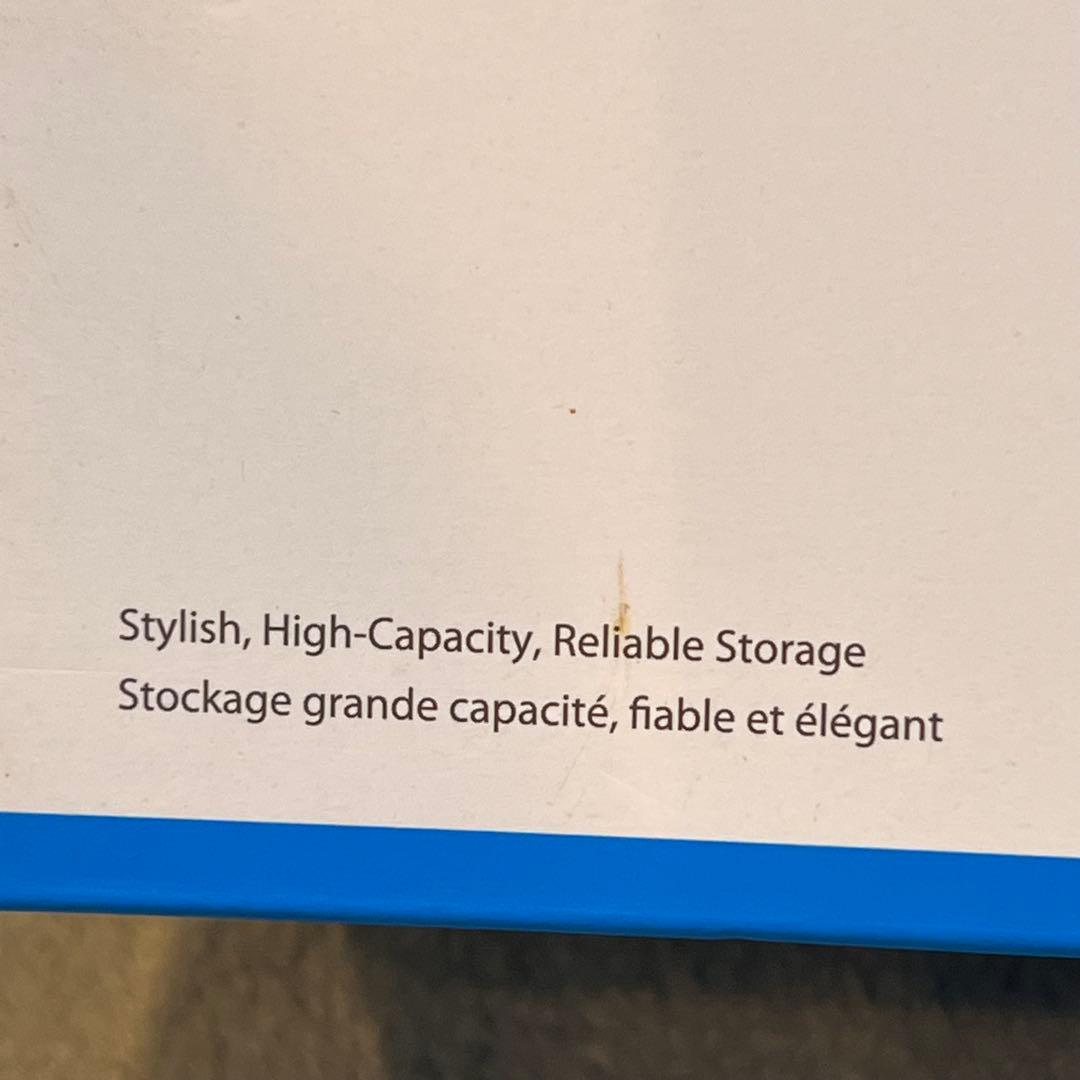 Stylish, High-Capacity, Reliable Storage
Stockage grande capacité, fiable et élégant